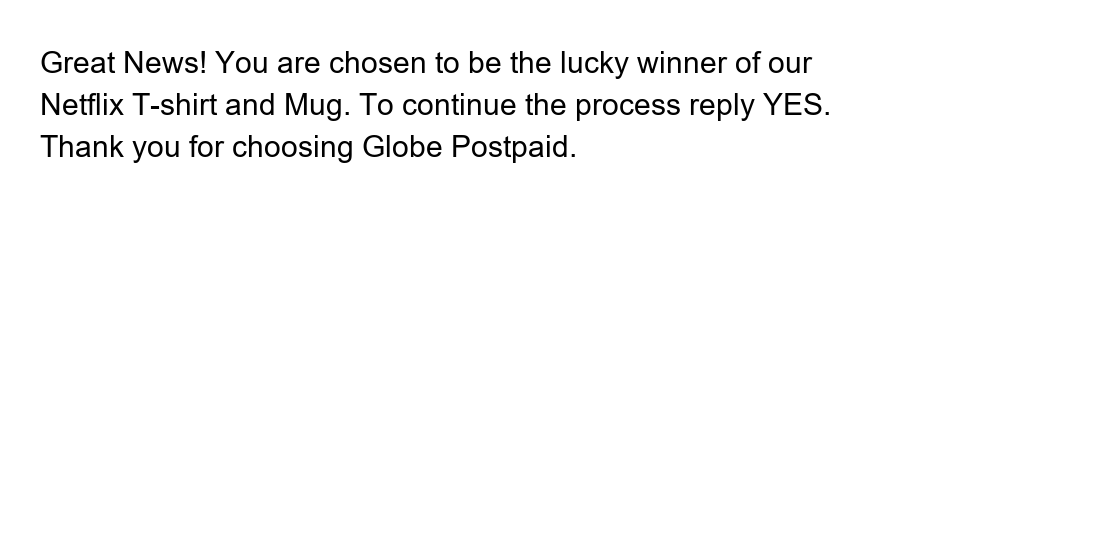 Great News! You are chosen to be the lucky winner of our
Netflix T-shirt and Mug. To continue the process reply YES.
Thank you for choosing Globe Postpaid.